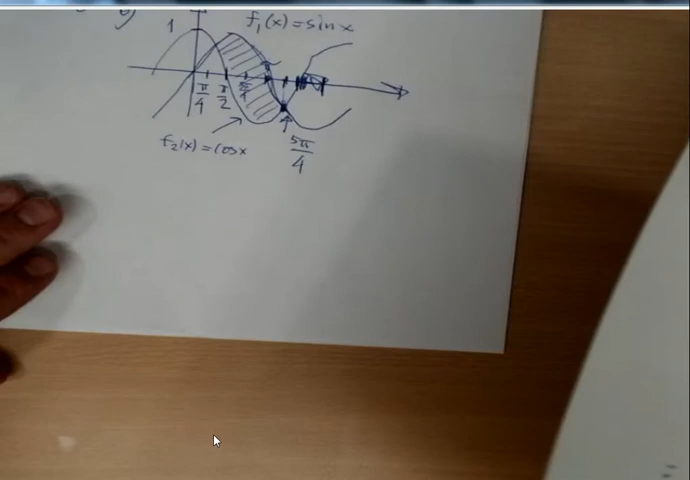 b)
f₁(x) = sin x
1
π/4 π/2
f₂(x) = cos x
5π/4